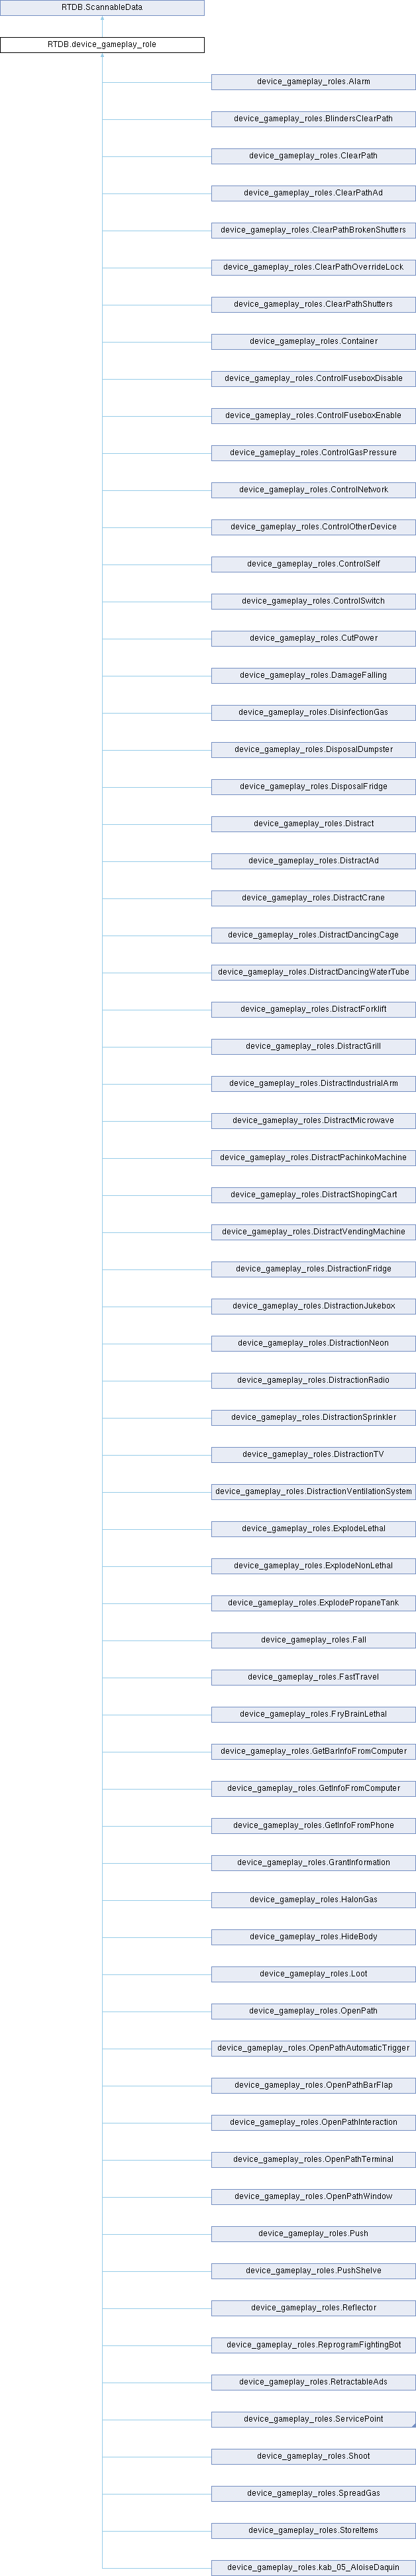 RTDB.ScannableData
RTDB.device_gameplay_role
device_gameplay_roles.Alarm
device_gameplay_roles.BlindersClearPath
device_gameplay_roles.ClearPath
device_gameplay_roles.ClearPathAd
device_gameplay_roles.ClearPathBrokenShutters
device_gameplay_roles.ClearPathOverrideLock
device_gameplay_roles.ClearPathShutters
device_gameplay_roles.Container
device_gameplay_roles.ControlFuseboxDisable
device_gameplay_roles.ControlFuseboxEnable
device_gameplay_roles.ControlGasPressure
device_gameplay_roles.ControlNetwork
device_gameplay_roles.ControlOtherDevice
device_gameplay_roles.ControlSelf
device_gameplay_roles.ControlSwitch
device_gameplay_roles.CutPower
device_gameplay_roles.DamageFalling
device_gameplay_roles.DisinfectionGas
device_gameplay_roles.DisposalDumpster
device_gameplay_roles.DisposalFridge
device_gameplay_roles.Distract
device_gameplay_roles.DistractAd
device_gameplay_roles.DistractCrane
device_gameplay_roles.DistractDancingCage
device_gameplay_roles.DistractDancingWaterTube
device_gameplay_roles.DistractForklift
device_gameplay_roles.DistractGrill
device_gameplay_roles.DistractIndustrialArm
device_gameplay_roles.DistractMicrowave
device_gameplay_roles.DistractPachinkoMachine
device_gameplay_roles.DistractShopingCart
device_gameplay_roles.DistractVendingMachine
device_gameplay_roles.DistractionFridge
device_gameplay_roles.DistractionJukebox
device_gameplay_roles.DistractionNeon
device_gameplay_roles.DistractionRadio
device_gameplay_roles.DistractionSprinkler
device_gameplay_roles.DistractionTV
device_gameplay_roles.DistractionVentilationSystem
device_gameplay_roles.ExplodeLethal
device_gameplay_roles.ExplodeNonLethal
device_gameplay_roles.ExplodePropaneTank
device_gameplay_roles.Fall
device_gameplay_roles.FastTravel
device_gameplay_roles.FryBrainLethal
device_gameplay_roles.GetBarInfoFromComputer
device_gameplay_roles.GetInfoFromComputer
device_gameplay_roles.GetInfoFromPhone
device_gameplay_roles.GrantInformation
device_gameplay_roles.HalonGas
device_gameplay_roles.HideBody
device_gameplay_roles.Loot
device_gameplay_roles.OpenPath
device_gameplay_roles.OpenPathAutomaticTrigger
device_gameplay_roles.OpenPathBarFlap
device_gameplay_roles.OpenPathInteraction
device_gameplay_roles.OpenPathTerminal
device_gameplay_roles.OpenPathWindow
device_gameplay_roles.Push
device_gameplay_roles.PushShelve
device_gameplay_roles.Reflector
device_gameplay_roles.ReprogramFightingBot
device_gameplay_roles.RetractableAds
device_gameplay_roles.ServicePoint
device_gameplay_roles.Shoot
device_gameplay_roles.SpreadGas
device_gameplay_roles.StoreItems
device_gameplay_roles.kab_05_AloiseDaquin